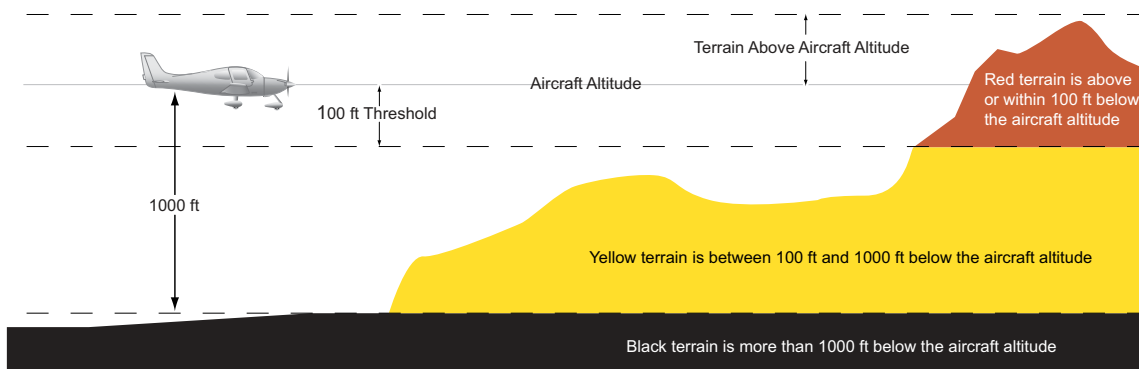 Terrain Above Aircraft Altitude
Aircraft Altitude
Red terrain is above
or within 100 ft below
the aircraft altitude
100 ft Threshold
1000 ft
Yellow terrain is between 100 ft and 1000 ft below the aircraft altitude
Black terrain is more than 1000 ft below the aircraft altitude